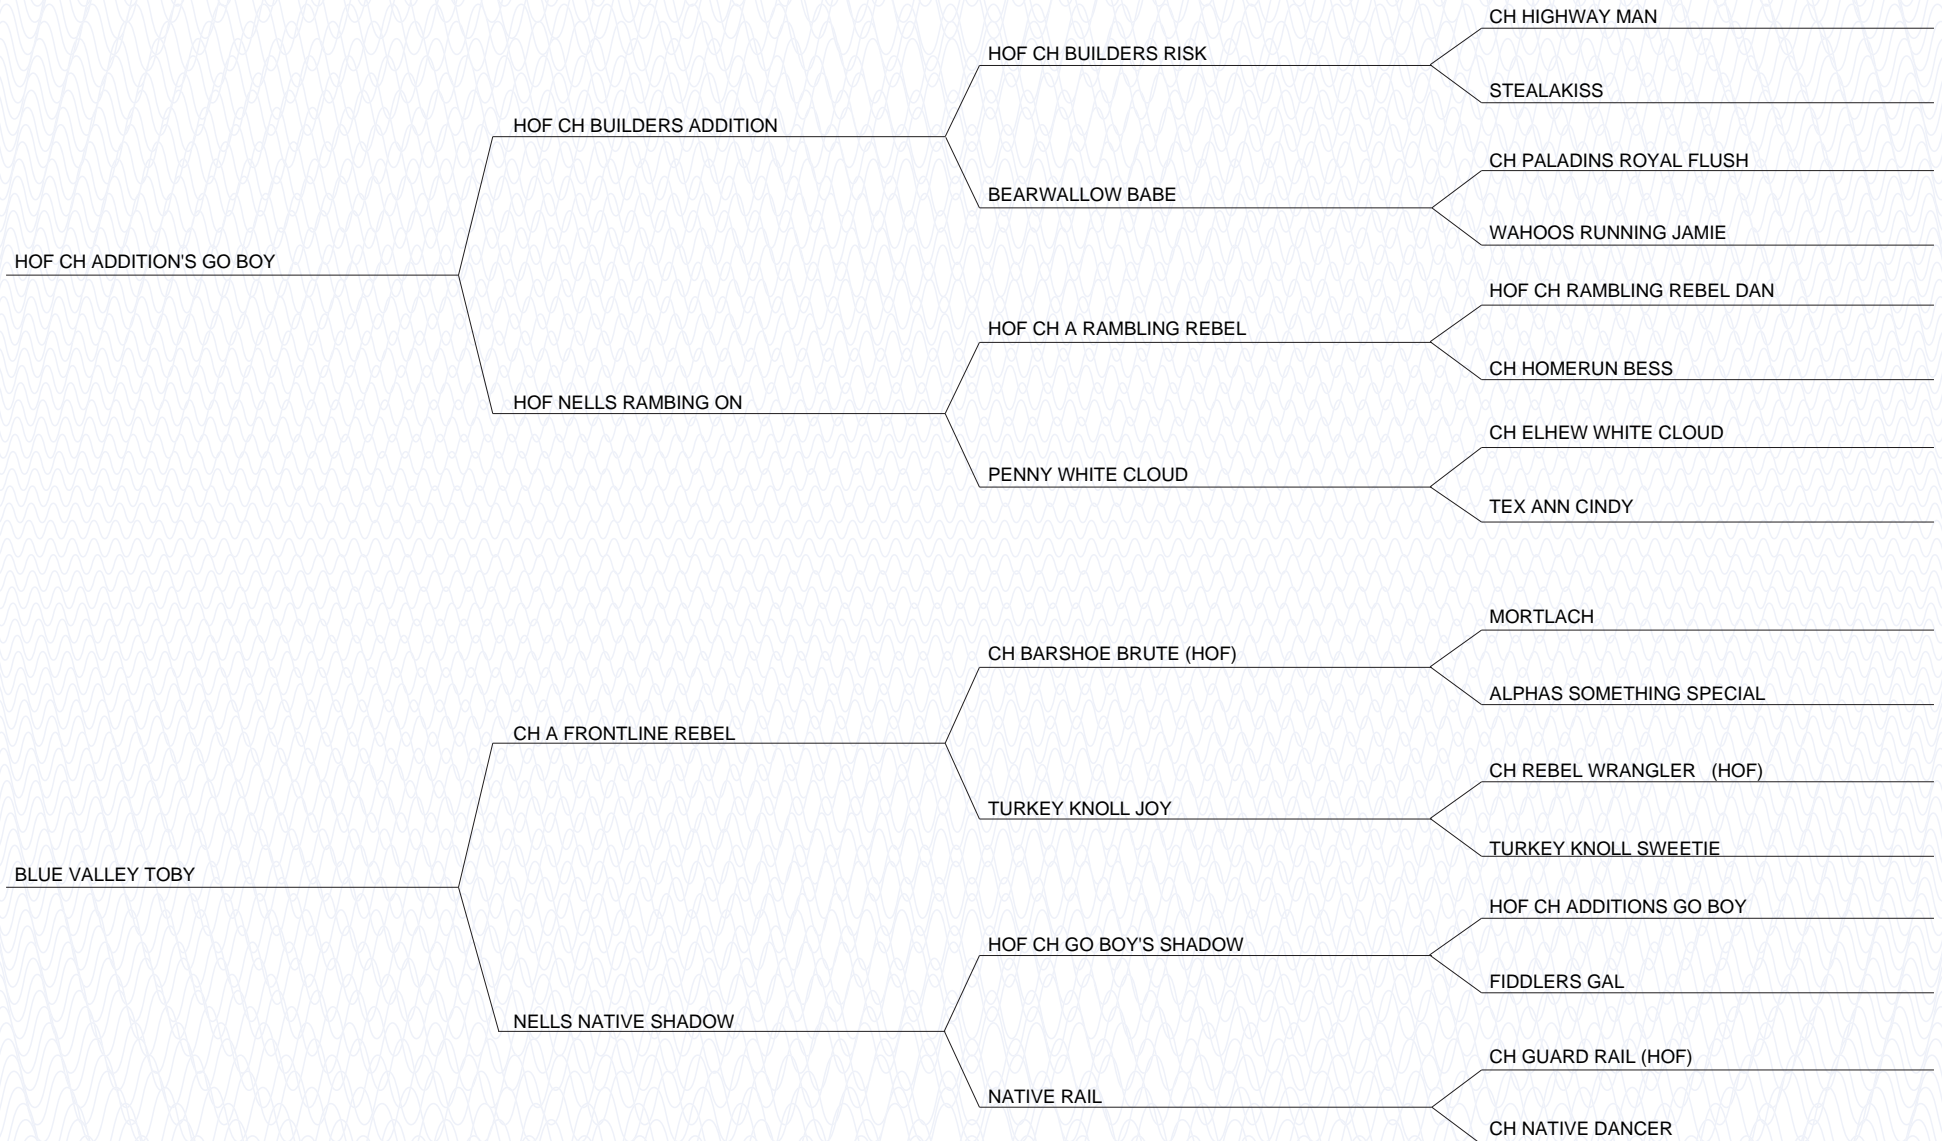 CH HIGHWAY MAN
HOF CH BUILDERS RISK
STEALAKISS
HOF CH BUILDERS ADDITION
CH PALADINS ROYAL FLUSH
BEARWALLOW BABE
WAHOOS RUNNING JAMIE
HOF CH ADDITION'S GO BOY
HOF CH RAMBLING REBEL DAN
HOF CH A RAMBLING REBEL
CH HOMERUN BESS
HOF NELLS RAMBING ON
CH ELHEW WHITE CLOUD
PENNY WHITE CLOUD
TEX ANN CINDY
MORTLACH
CH BARSHOE BRUTE (HOF)
ALPHAS SOMETHING SPECIAL
CH A FRONTLINE REBEL
CH REBEL WRANGLER (HOF)
TURKEY KNOLL JOY
TURKEY KNOLL SWEETIE
BLUE VALLEY TOBY
HOF CH ADDITIONS GO BOY
HOF CH GO BOY'S SHADOW
FIDDLERS GAL
NELLS NATIVE SHADOW
CH GUARD RAIL (HOF)
NATIVE RAIL
CH NATIVE DANCER